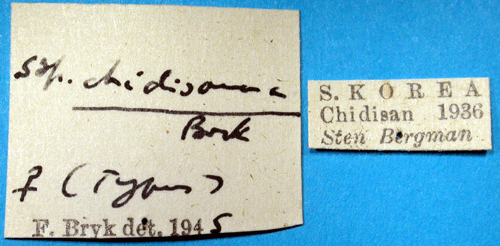 ssp. chidisana
Bryk
♀ (Typus)
F. Bryk det. 1945
S. KOREA
Chidisan 1936
Sten Bergman